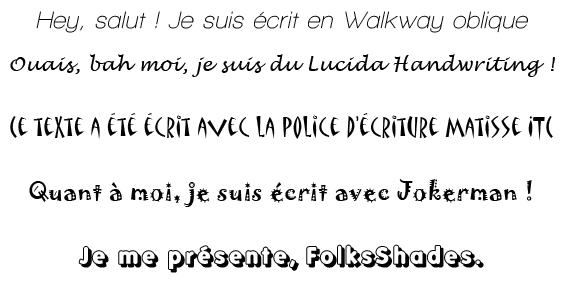 Hey, salut ! Je suis écrit en Walkway oblique
Ouais, bah moi, je suis du Lucida Handwriting !
CE TEXTE A ÉTÉ ÉCRIT AVEC LA POLICE D'ÉCRITURE MATISSE ITC
Quant à moi, je suis écrit avec Jokerman !
Je me présente, FolksShades.